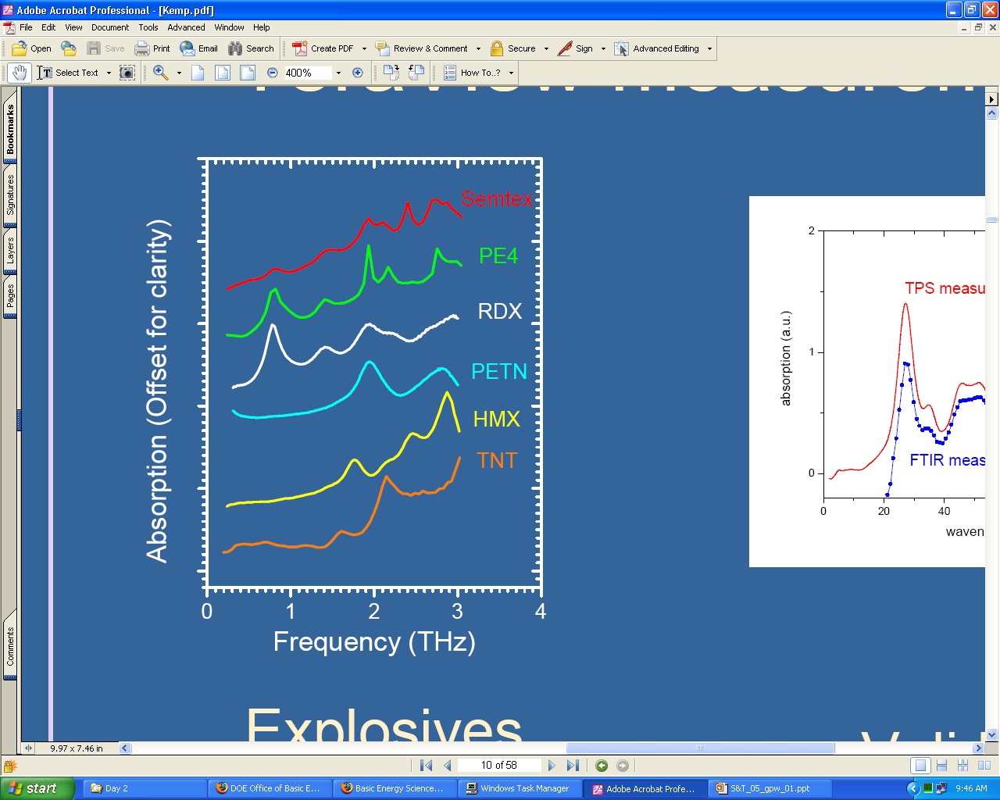 Adobe Acrobat Professional - [Kemp.pdf]
File Edit View Document Tools Advanced Window Help
Open Save Print Email Search Create PDF Review & Comment Secure Sign Advanced Editing
Select Text 400% How To..?
Bookmarks
Signatures
Layers
Pages
Comments
Absorption (Offset for clarity)
Semtex
PE4
RDX
PETN
HMX
TNT
0 1 2 3 4
Frequency (THz)
Explosives
absorption (a.u.)
2
1
0
TPS measu
FTIR meas
0 20 40
waven
9.97 x 7.46 in
10 of 58
start Day 2 DOE Office of Basic E... Basic Energy Science... Windows Task Manager Adobe Acrobat Profe... S&T_05_gpw_01.ppt 9:46 AM